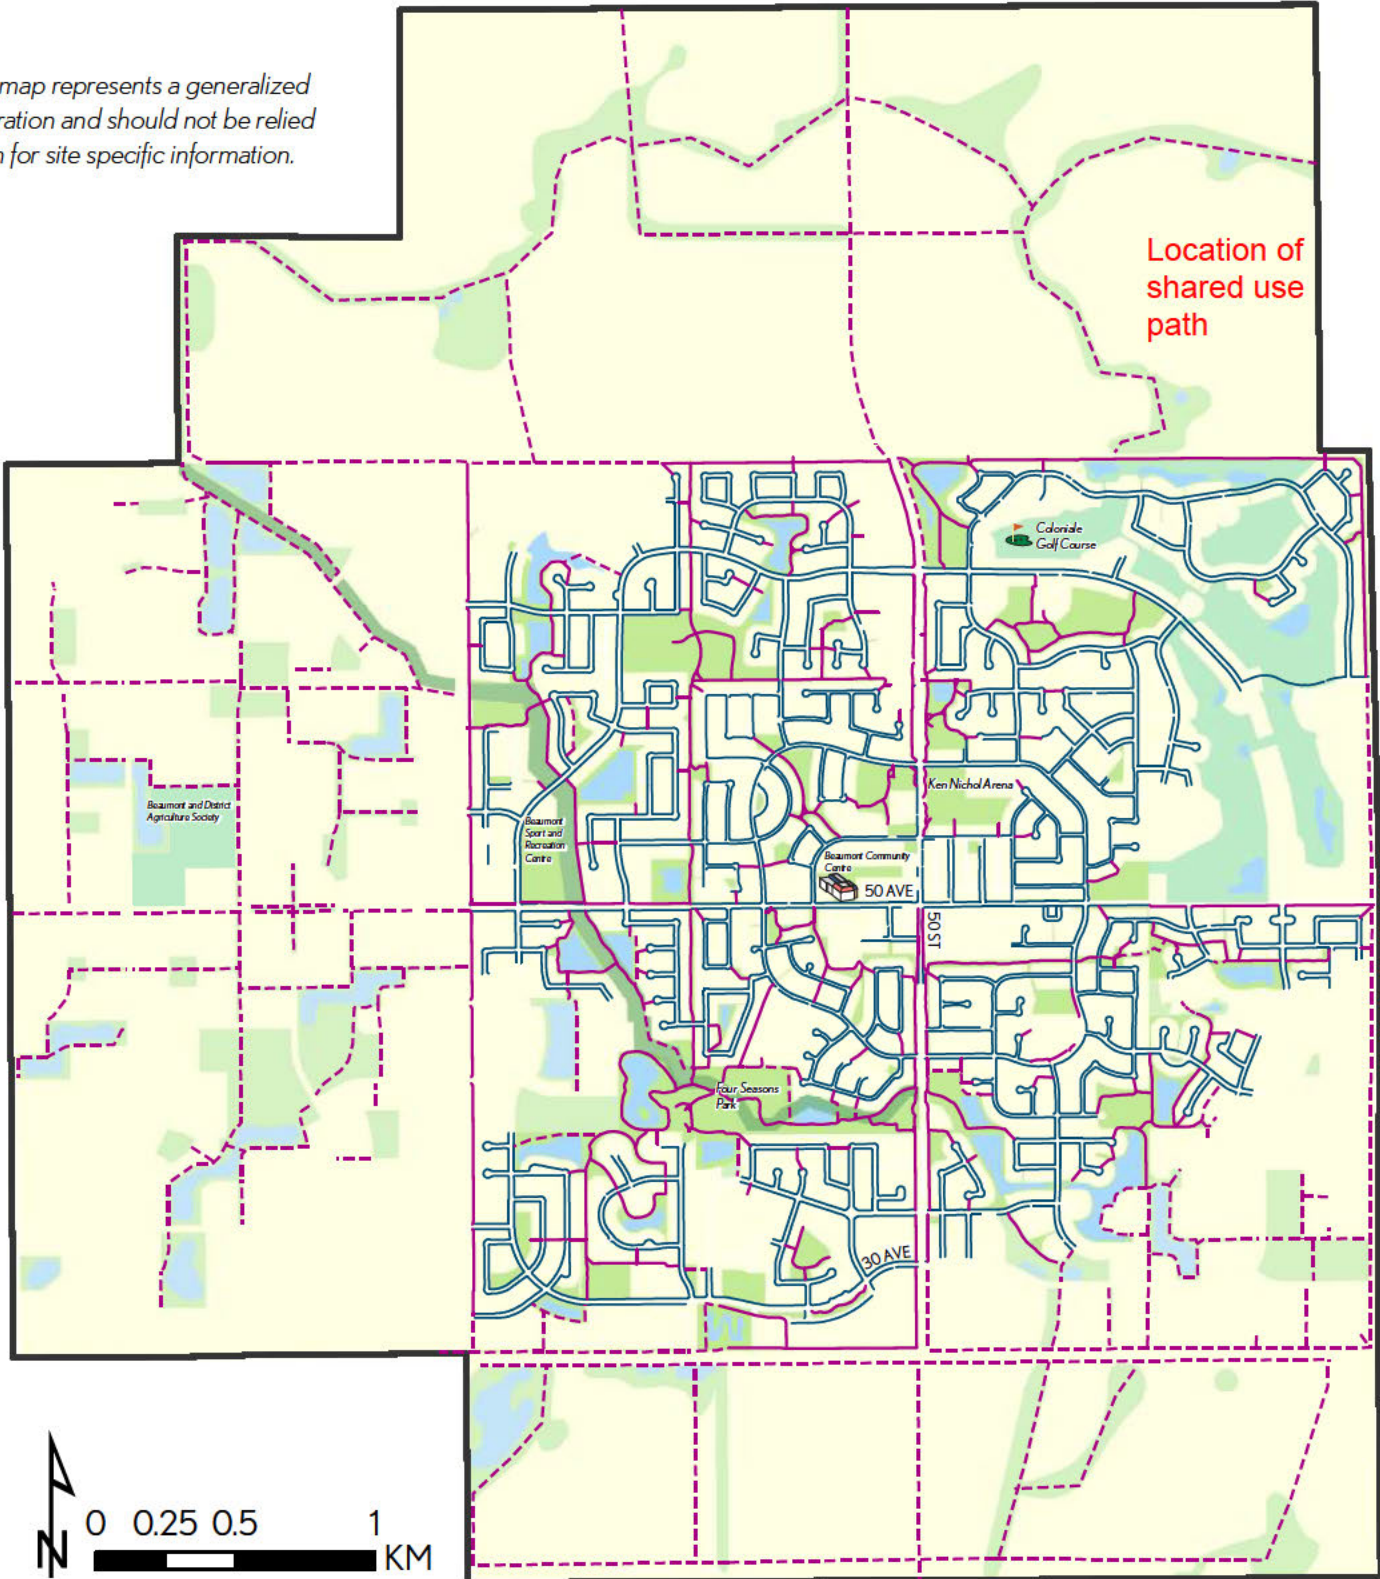 map represents a generalized
ration and should not be relied
n for site specific information.
Location of
shared use
path
Coloniale
Golf Course
Beaumont and District
Agriculture Society
Ken Nichol Arena
Beaumont
Sport and
Recreation
Centre
Beaumont Community
Centre
50 AVE
50 ST
Four Seasons
Park
30 AVE
N
0 0.25 0.5 1
KM